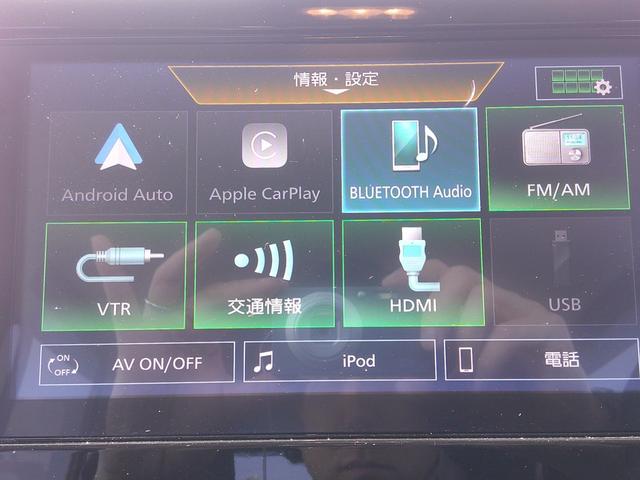 情報・設定
Android Auto
Apple CarPlay
BLUETOOTH Audio
FM/AM
VTR
交通情報
HDMI
USB
ON
OFF
AV ON/OFF
iPod
電話